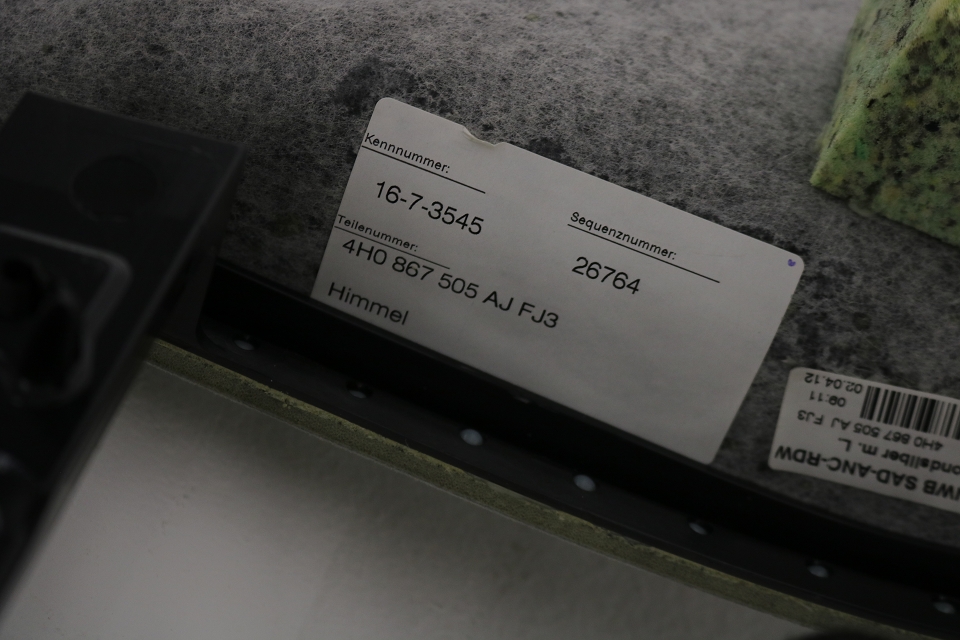 Kennnummer:
16-7-3545
Sequenznummer:
26764
Teilenummer:
4H0 867 505 AJ FJ3
Himmel
WB SAD-ANC-RDW
ondsilber m. L.
4H0 867 505 AJ FJ3
09:11
02.04.12